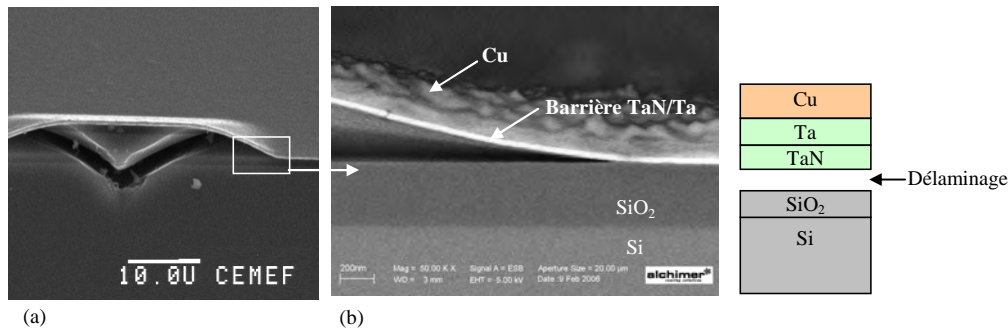 10.0U CEMEF
(a)
Cu
Barrière TaN/Ta
SiO2
Si
200nm
Mag = 50.00 K X
WD = 3 mm
Signal A = ESB
EHT = 5.00 kV
Aperture Size = 20.00 µm
Date :9 Feb 2006
alchimer
(b)
Cu
Ta
TaN
Délaminage
SiO2
Si